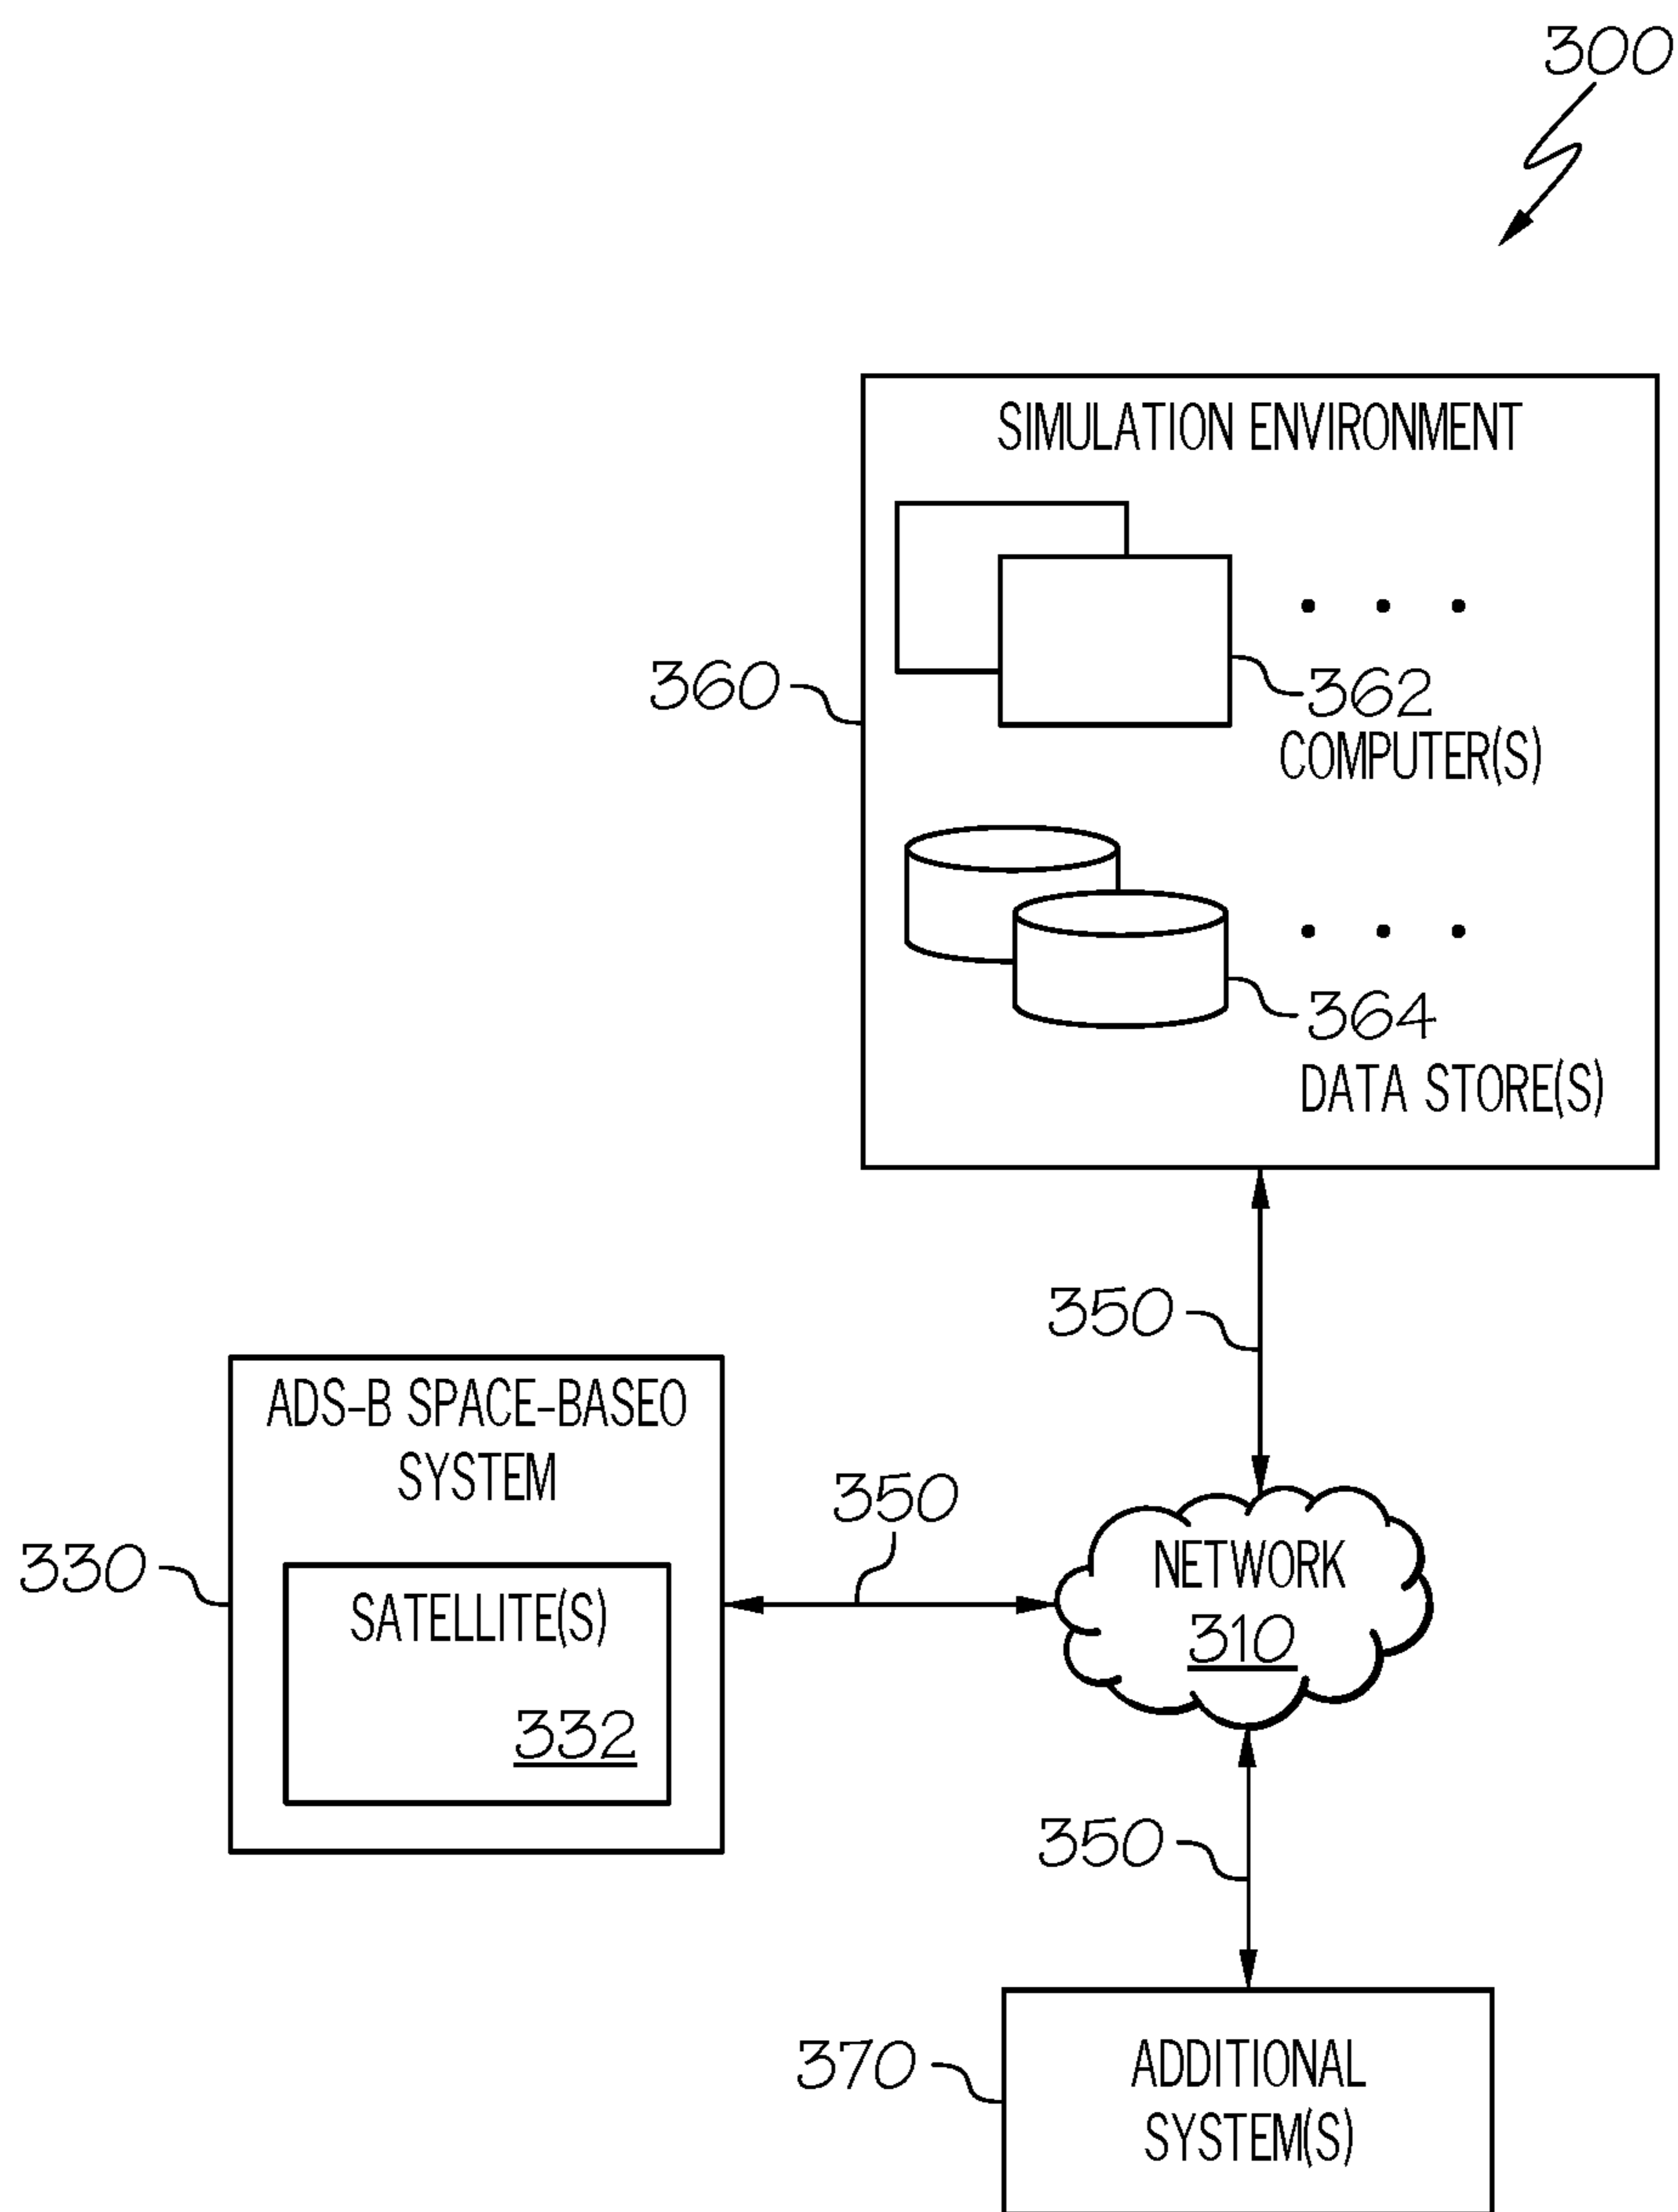 300
SIMULATION ENVIRONMENT
360
362
COMPUTER(S)
364
DATA STORE(S)
350
ADS-B SPACE-BASEO
SYSTEM
350
330
SATELLITE(S)
332
NETWORK
310
350
370
ADDITIONAL
SYSTEM(S)